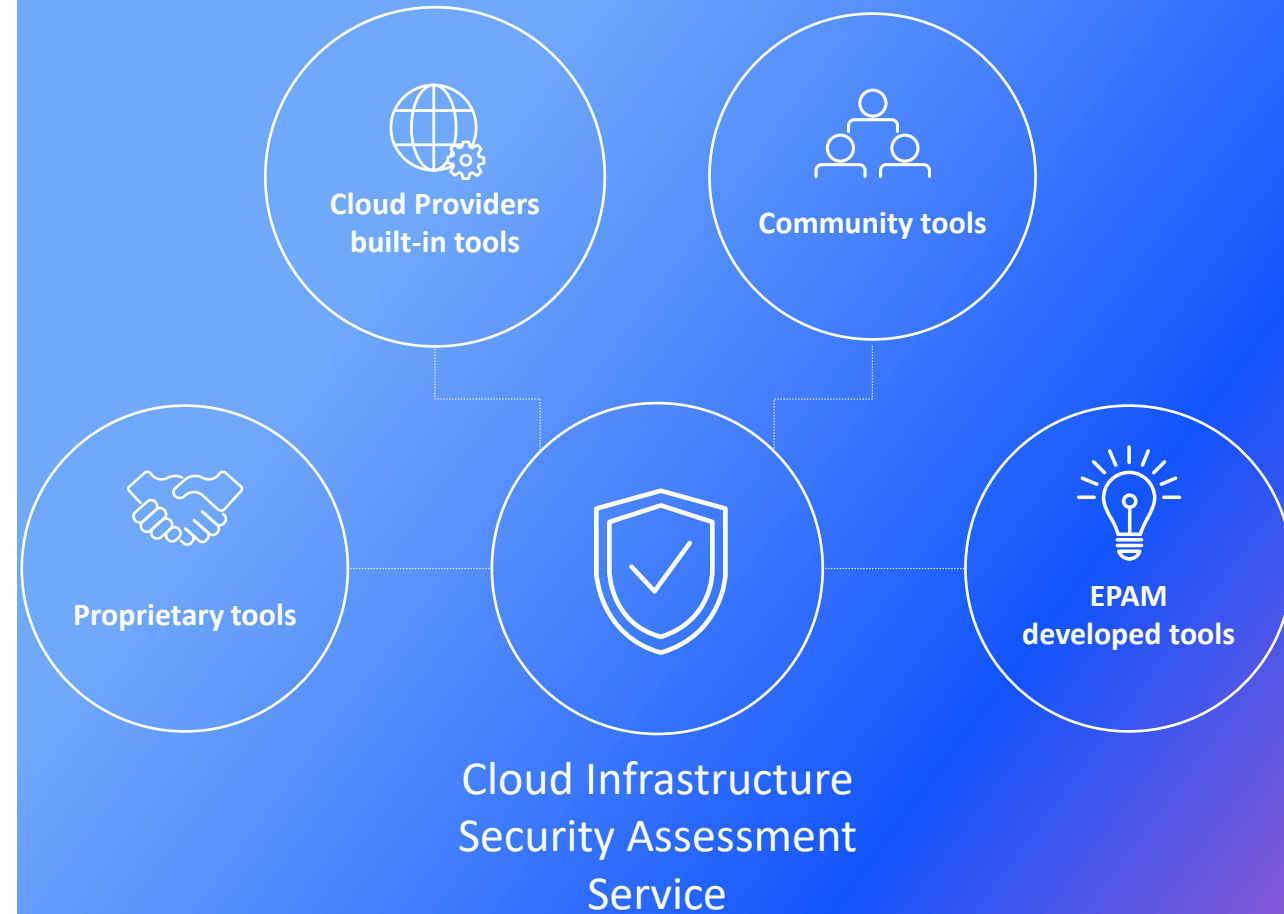 Cloud Providers
built-in tools
Community tools
Proprietary tools
EPAM
developed tools
Cloud Infrastructure
Security Assessment
Service